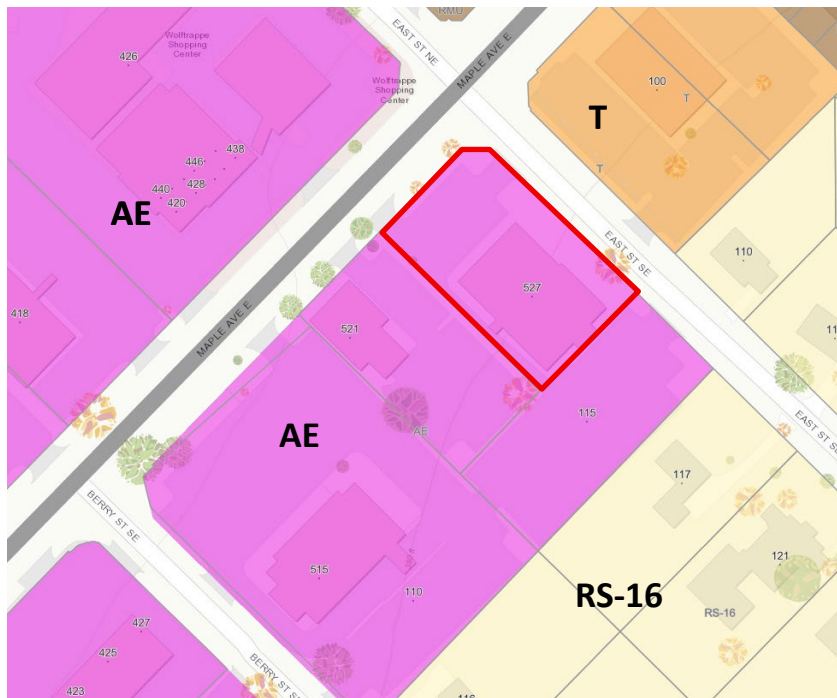 RMU
Wolftrappe
Shopping
Center
426
EAST ST NE
MAPLE AVE E
Wolftrappe
Shopping
Center
100
T
T
T
438
446
440
428
420
AE
EAST ST SE
110
527
418
MAPLE AVE E
521
115
AE
AE
EAST ST SE
117
BERRY ST SE
121
515
110
RS-16
RS-16
427
425
423
BERRY ST SE